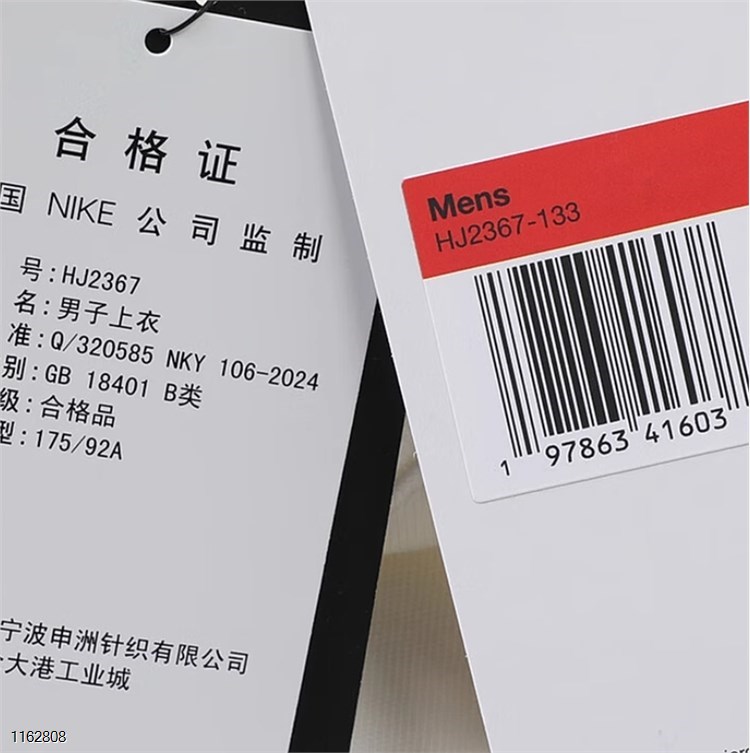 合格证
国 NIKE 公司监制
号:HJ2367
名:男子上衣
准:Q/320585 NKY 106-2024
别:GB 18401 B类
级:合格品
型:175/92A
宁波申洲针织有限公司
大港工业城
Mens
HJ2367-133
1 97863 41603
1162808